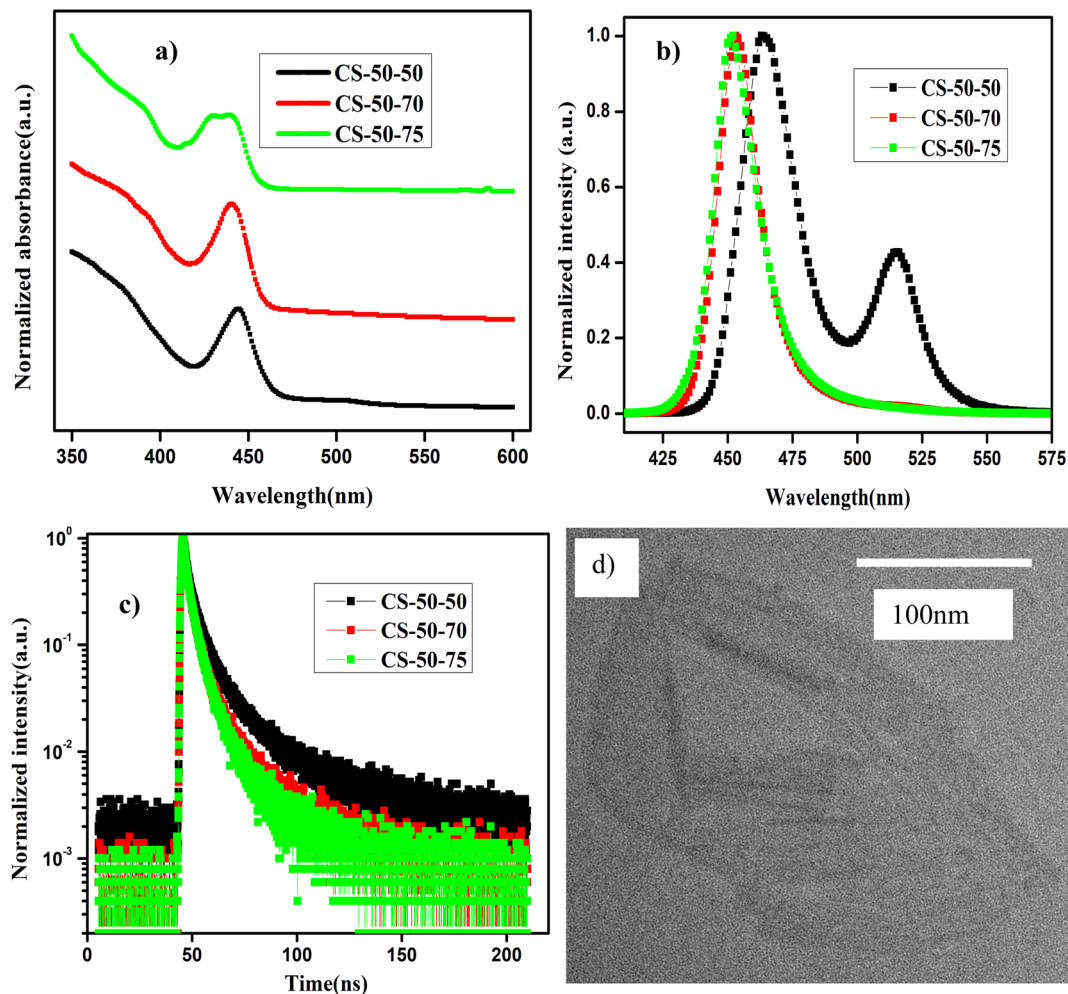 a)
CS-50-50
CS-50-70
CS-50-75
Normalized absorbance(a.u.)
350 400 450 500 550 600
Wavelength(nm)
b)
CS-50-50
CS-50-70
CS-50-75
Normalized intensity (a.u.)
1.0
0.8
0.6
0.4
0.2
0.0
425 450 475 500 525 550 575
Wavelength(nm)
c)
CS-50-50
CS-50-70
CS-50-75
Normalized intensity(a.u.)
10⁰
10⁻¹
10⁻²
10⁻³
0 50 100 150 200
Time(ns)
d)
100nm